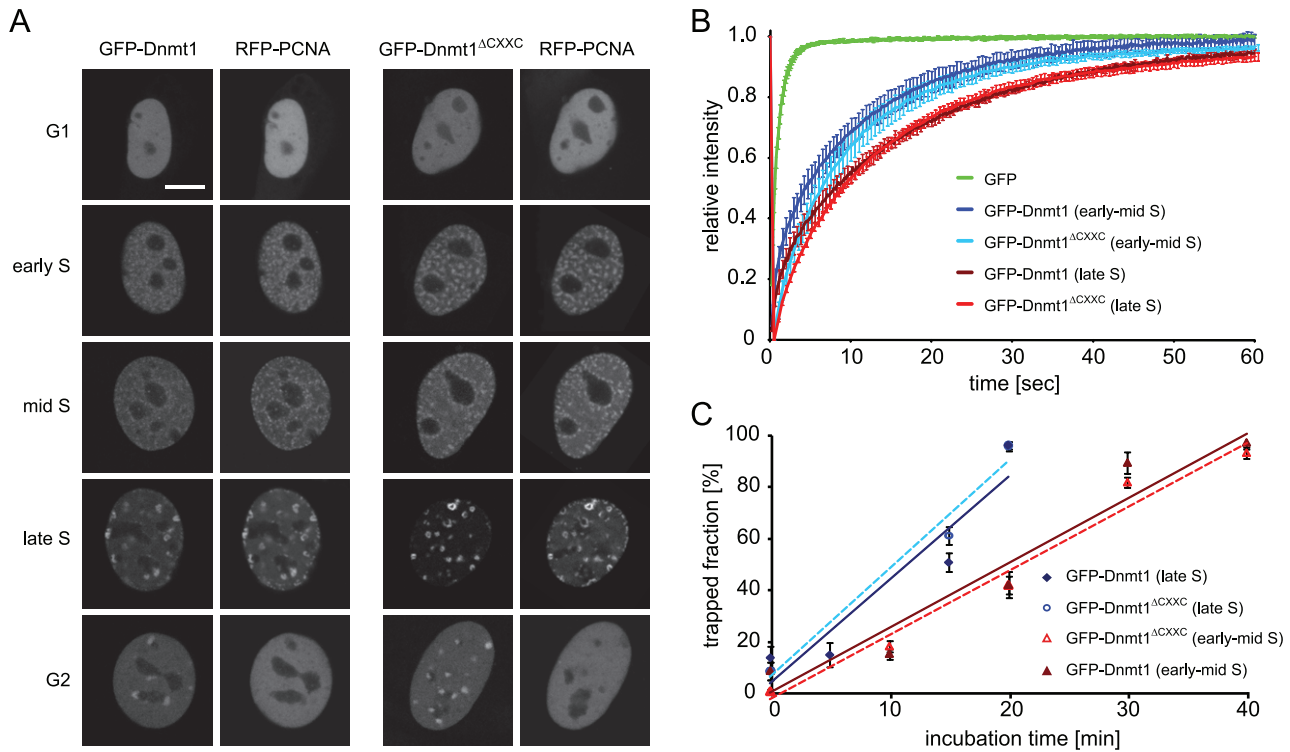 A
GFP-Dnmt1 RFP-PCNA GFP-Dnmt1ΔCXXC RFP-PCNA
G1
early S
mid S
late S
G2
B
relative intensity
1.0
0.8
0.6
0.4
0.2
0
0 10 20 30 40 50 60
time [sec]
GFP
GFP-Dnmt1 (early-mid S)
GFP-Dnmt1ΔCXXC (early-mid S)
GFP-Dnmt1 (late S)
GFP-Dnmt1ΔCXXC (late S)
C
trapped fraction [%]
100
80
60
40
20
0
0 10 20 30 40
incubation time [min]
GFP-Dnmt1 (late S)
GFP-Dnmt1ΔCXXC (late S)
GFP-Dnmt1ΔCXXC (early-mid S)
GFP-Dnmt1 (early-mid S)